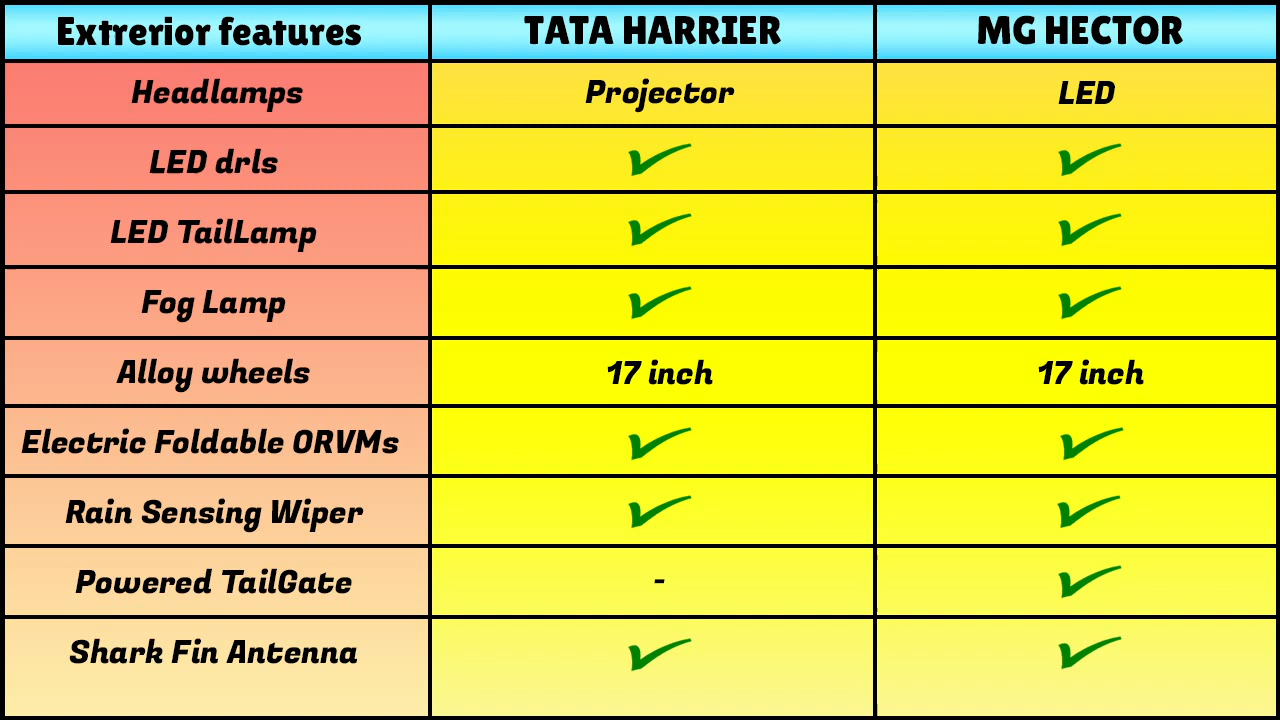 Extrerior features TATA HARRIER MG HECTOR
Headlamps Projector LED
LED drls ✓ ✓
LED TailLamp ✓ ✓
Fog Lamp ✓ ✓
Alloy wheels 17 inch 17 inch
Electric Foldable ORVMs ✓ ✓
Rain Sensing Wiper ✓ ✓
Powered TailGate - ✓
Shark Fin Antenna ✓ ✓